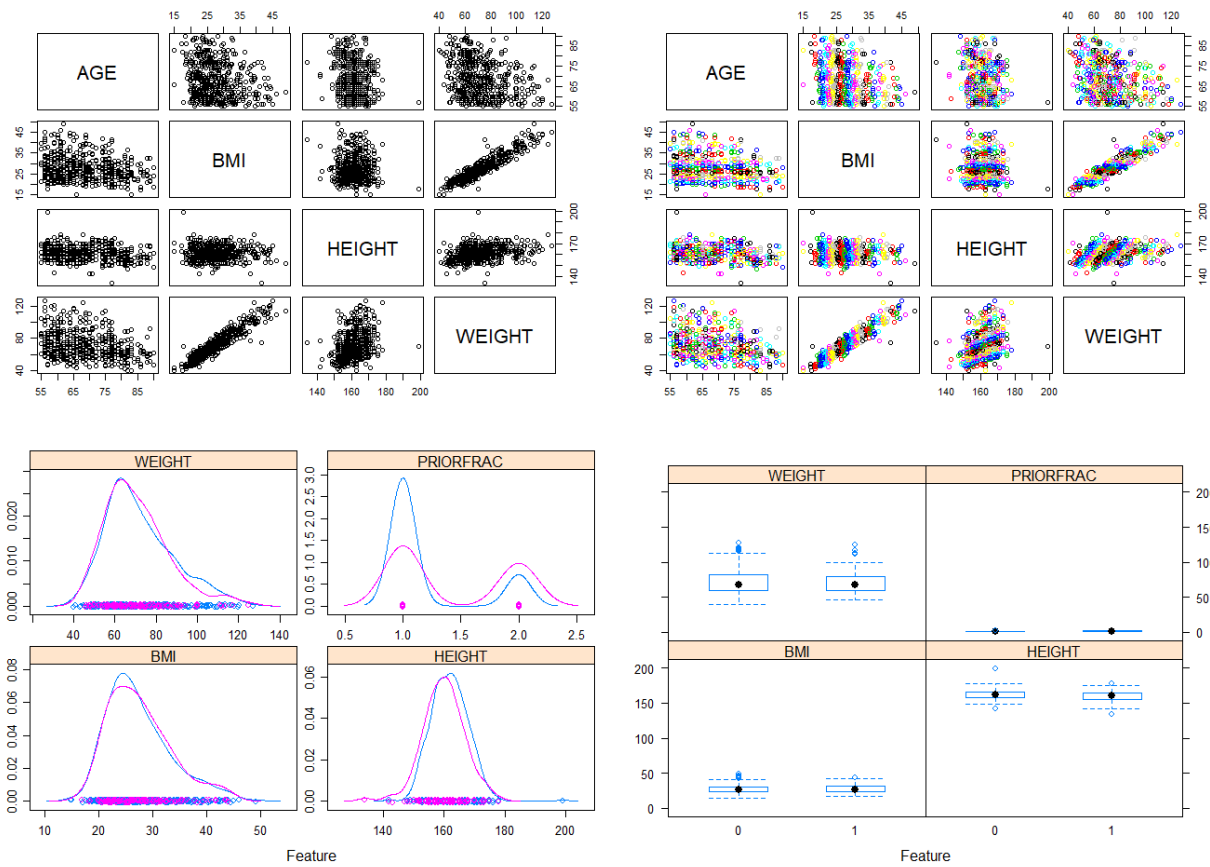 15 25 35 45 40 60 80 100 120
AGE
55 65 75 85
15 25 35 45
BMI
HEIGHT
140 170 200
40 80 120
WEIGHT
55 65 75 85 140 160 180 200
15 25 35 45 40 60 80 100 120
AGE
55 65 75 85
15 25 35 45
BMI
HEIGHT
140 170 200
40 80 120
WEIGHT
55 65 75 85 140 160 180 200
WEIGHT PRIORFRAC
0.000 0.010 0.020
0.0 0.5 1.0 1.5 2.0 2.5 3.0
40 60 80 100 120 140 0.5 1.0 1.5 2.0 2.5
BMI HEIGHT
0.00 0.02 0.04 0.06 0.08
0.00 0.02 0.04 0.06
10 20 30 40 50 140 160 180 200
Feature
WEIGHT PRIORFRAC
20
15
10
50
0
BMI HEIGHT
200
150
100
50
0
0 1 0 1
Feature